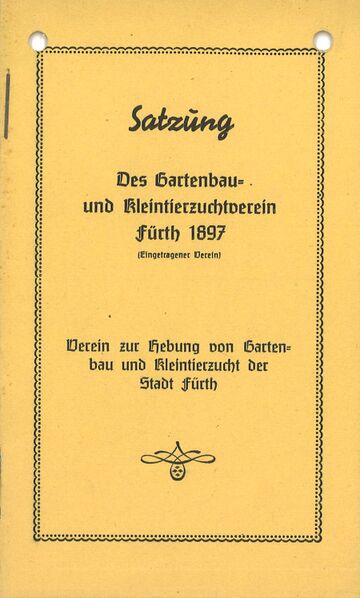 Satzung
Des Gartenbau=
und Kleintierzuchtverein
Fürth 1897
(Eingetragener Verein)
Verein zur Hebung von Garten=
bau und Kleintierzucht der
Stadt Fürth